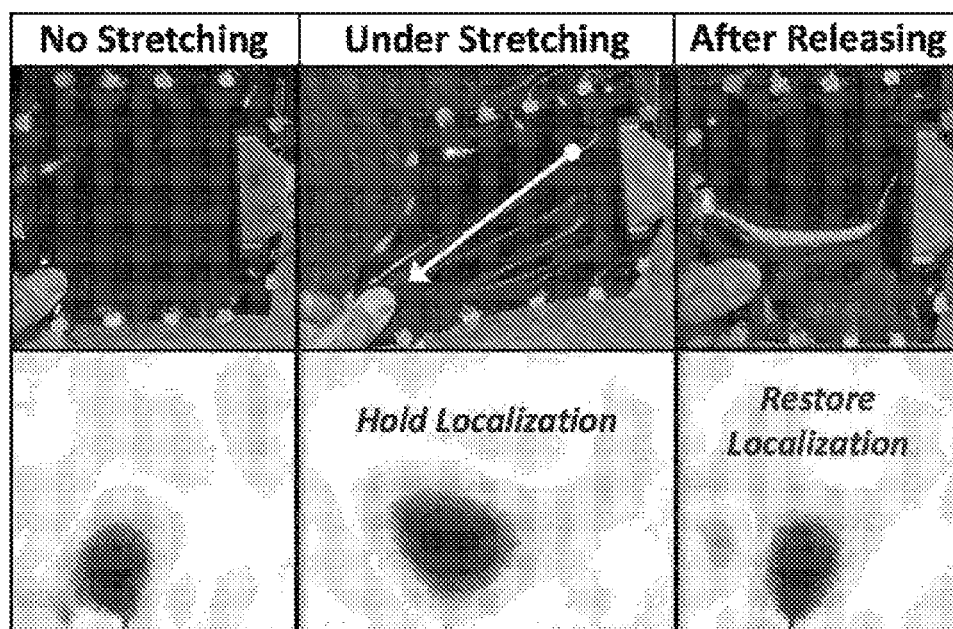 No Stretching
Under Stretching
After Releasing
Hold Localization
Restore
Localization